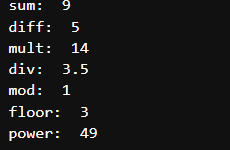 sum:  9
diff:  5
mult:  14
div:  3.5
mod:  1
floor:  3
power:  49